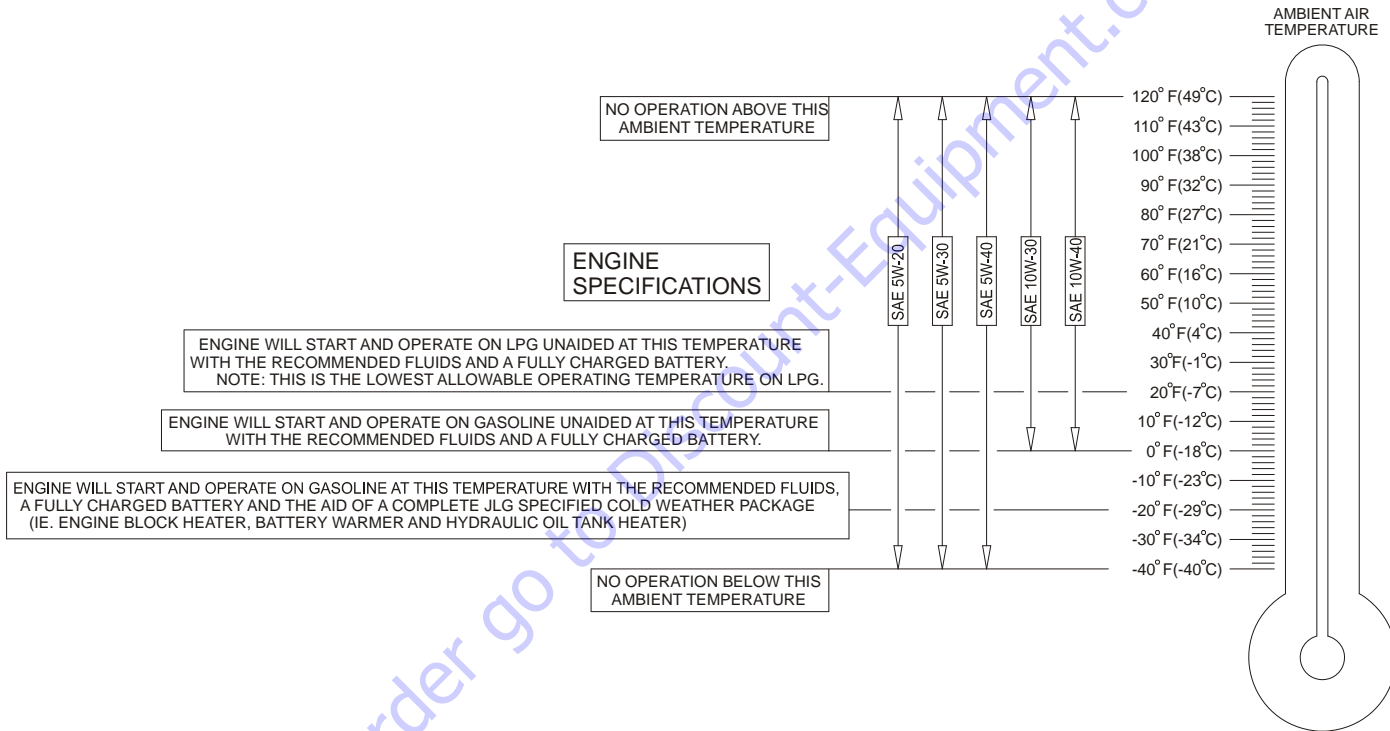 AMBIENT AIR
TEMPERATURE
NO OPERATION ABOVE THIS
AMBIENT TEMPERATURE
120° F(49°C)
110° F(43°C)
100° F(38°C)
90° F(32°C)
80° F(27°C)
70° F(21°C)
60° F(16°C)
50° F(10°C)
40°F(4°C)
30°F(-1°C)
20°F(-7°C)
10°F(-12°C)
0°F(-18°C)
-10°F(-23°C)
-20°F(-29°C)
-30°F(-34°C)
-40°F(-40°C)
SAE 5W-20
SAE 5W-30
SAE 5W-40
SAE 10W-30
SAE 10W-40
ENGINE
SPECIFICATIONS
ENGINE WILL START AND OPERATE ON LPG UNAIDED AT THIS TEMPERATURE
WITH THE RECOMMENDED FLUIDS AND A FULLY CHARGED BATTERY.
NOTE: THIS IS THE LOWEST ALLOWABLE OPERATING TEMPERATURE ON LPG.
ENGINE WILL START AND OPERATE ON GASOLINE UNAIDED AT THIS TEMPERATURE
WITH THE RECOMMENDED FLUIDS AND A FULLY CHARGED BATTERY.
ENGINE WILL START AND OPERATE ON GASOLINE AT THIS TEMPERATURE WITH THE RECOMMENDED FLUIDS,
A FULLY CHARGED BATTERY AND THE AID OF A COMPLETE JLG SPECIFIED COLD WEATHER PACKAGE
(IE. ENGINE BLOCK HEATER, BATTERY WARMER AND HYDRAULIC OIL TANK HEATER)
NO OPERATION BELOW THIS
AMBIENT TEMPERATURE
rder go to Discount-Equipment.c